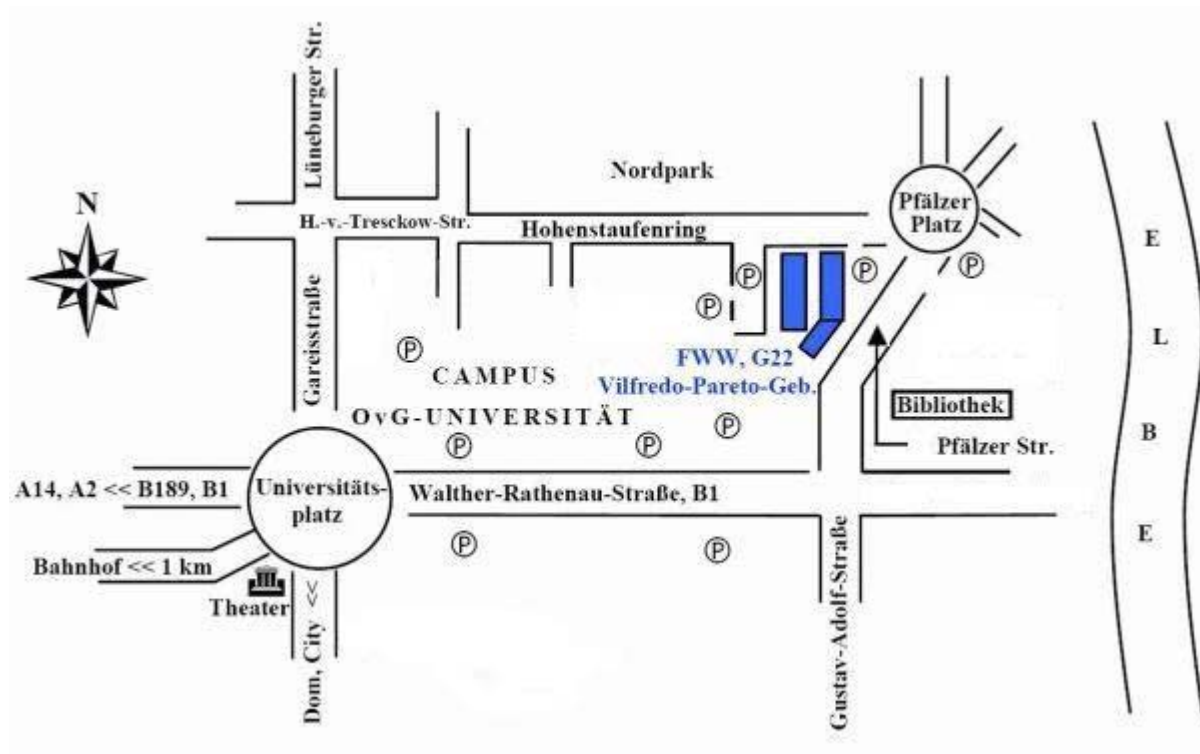 Lüneburger Str.
Nordpark
Pfälzer
Platz
N
H.-v.-Tresckow-Str.
Hohenstaufenring
E
L
B
E
P
P
P
P
P
Garcisstraße
FWW, G22
Vilfredo-Pareto-Geb.
CAMPUS
OvG-UNIVERSITÄT
Bibliothek
Pfälzer Str.
P
P
P
A14, A2 << B189, B1
Universitäts-
platz
Walther-Rathenau-Straße, B1
P
P
Bahnhof << 1 km
Theater
Dom, City <<
Gustav-Adolf-Straße